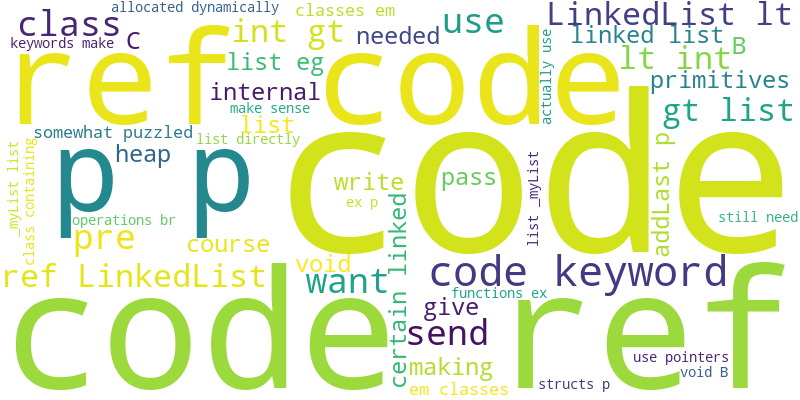 allocated dynamically
classes em
LinkedList lt
class
int gt
use
keywords make
C
needed
linked list
B
ref code
list eg
lt int
actually use
internal
primitives
make sense
gt list
list
somewhat puzzled
list directly
p p
code
heap
pass
_myList list
class containing
write
ex p
list _myList
addLast p
operations br
still need
pre
course
certain linked
void
ref LinkedList
want
code keyword
functions ex
code ref
give
send
making
use pointers
void B
em classes
structs p